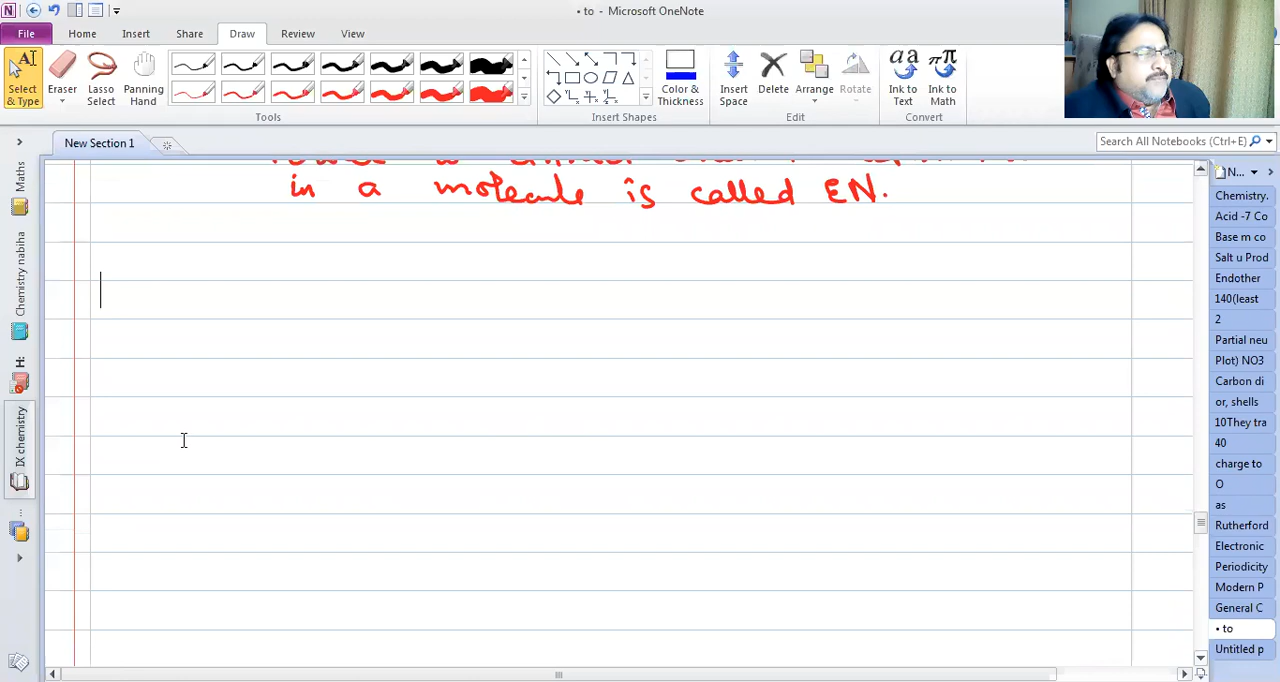 • to - Microsoft OneNote
File
Home
Insert
Share
Draw
Review
View
Select & Type
Eraser
Lasso Select
Panning Hand
Tools
Insert Shapes
Color & Thickness
Insert Space
Delete
Arrange
Rotate
Edit
Ink to Text
Ink to Math
Convert
New Section 1
Search All Notebooks (Ctrl+E)
Maths
Chemistry nabiha
H
IX chemistry
in a molecule is called EN.
N...
Chemistry.
Acid -7 Co
Base m co
Salt u Prod
Endother
140(least
2
Partial neu
Plot) NO3
Carbon di
or, shells
10They tra
40
charge to
O
as
Rutherford
Electronic
Periodicity
Modern P
General C
• to
Untitled p